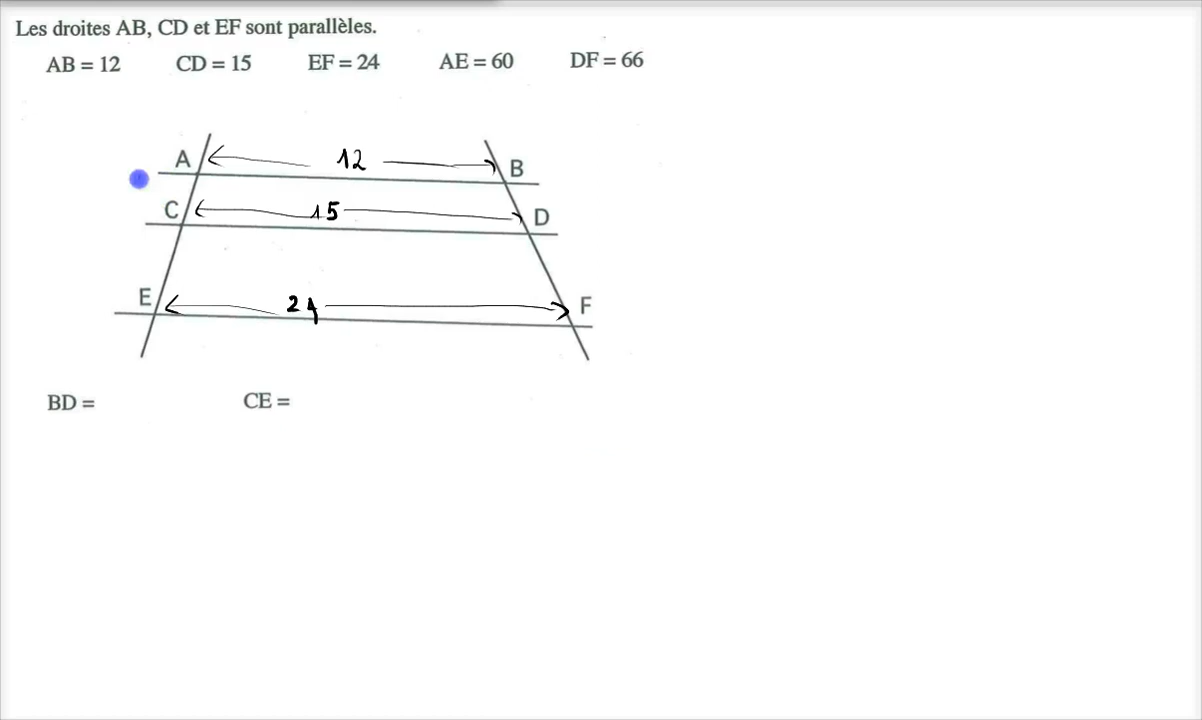 Les droites AB, CD et EF sont parallèles.
AB = 12 CD = 15 EF = 24 AE = 60 DF = 66
A 12 B
C 15 D
E 24 F
BD = CE =